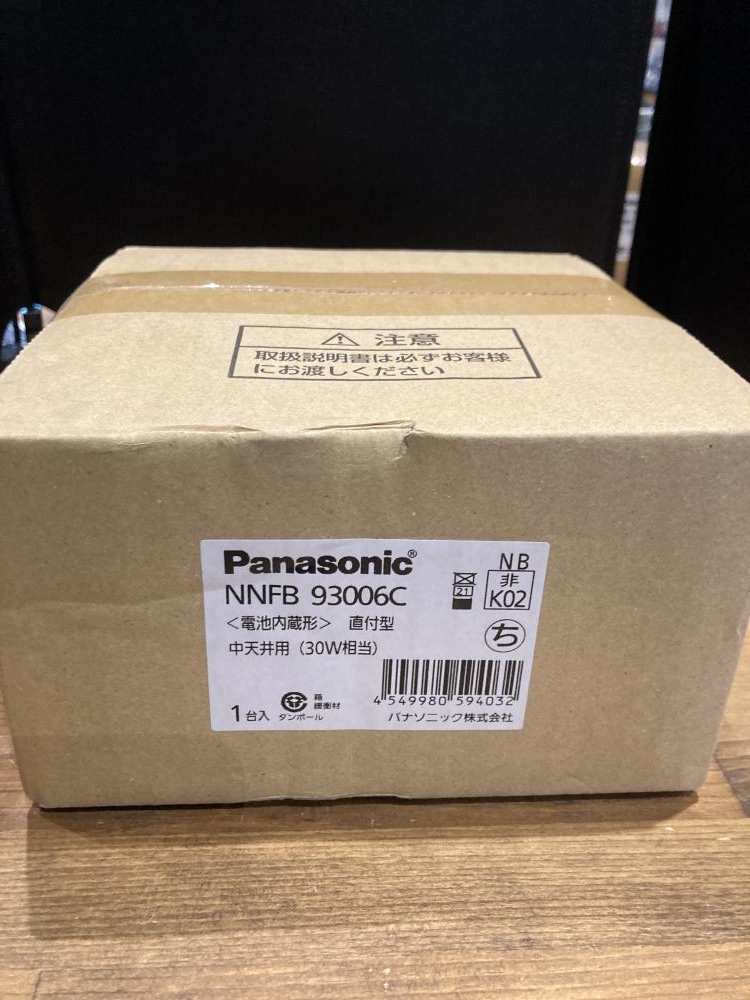 ⚠ 注意
取扱説明書は必ずお客様
にお渡しください
Panasonic®
NB
NNFB 93006C
21
非
K02
<電池内蔵形> 直付型
ち
中天井用（30W相当）
箱
緩衝材
ダンボール
1台入
4 549980 594032
パナソニック株式会社